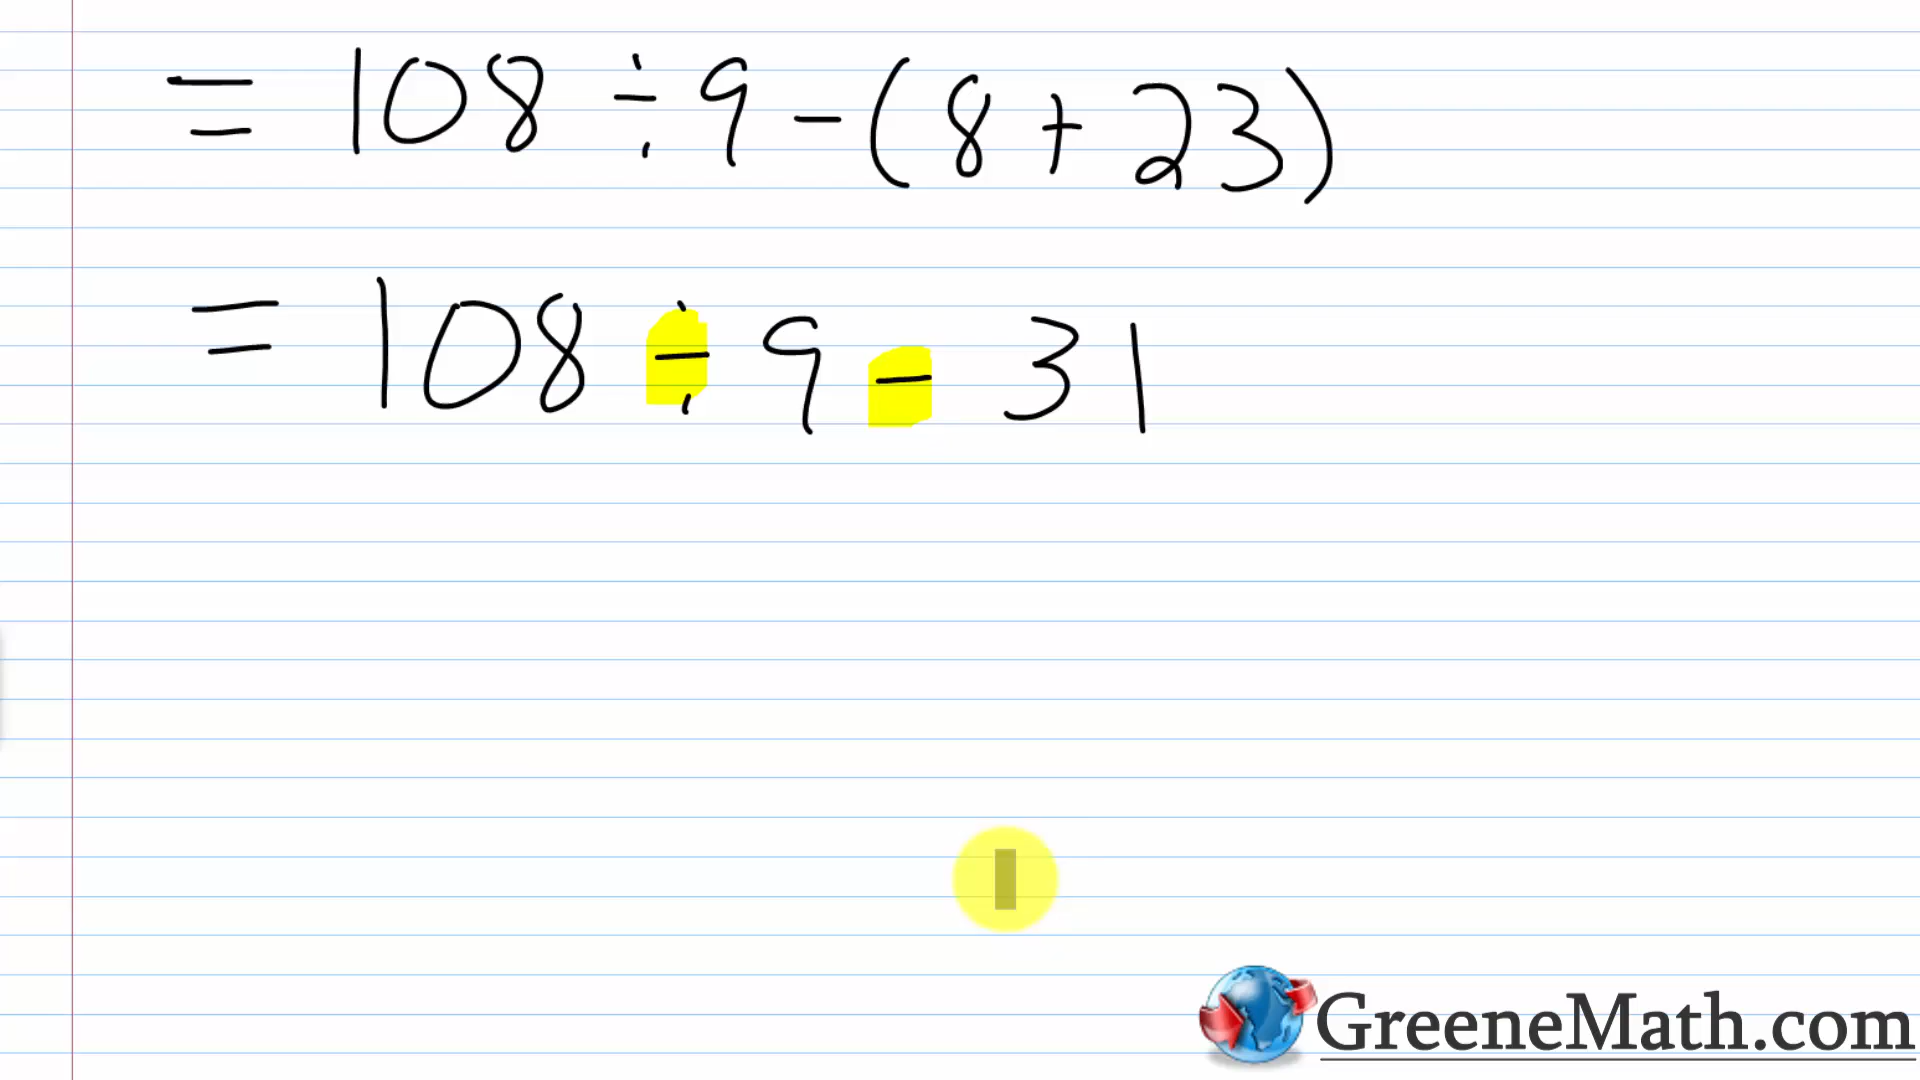 = 108 ÷ 9 - (8 + 23)
= 108 ÷ 9 - 31
GreeneMath.com